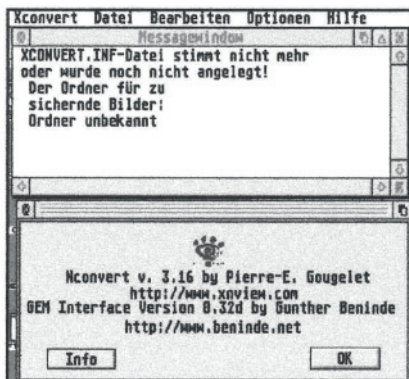 Xconvert Datei Bearbeiten Optionen Hilfe
Messagewindow
XCONVERT.INF-Datei stimmt nicht mehr
oder wurde noch nicht angelegt!
Der Ordner für zu
sichernde Bilder:
Ordner unbekannt
Nconvert v. 3.16 by Pierre-E. Gougelet
http://www.xnview.com
GEM Interface Version 0.32d by Gunther Beninde
http://www.beninde.net
Info
OK